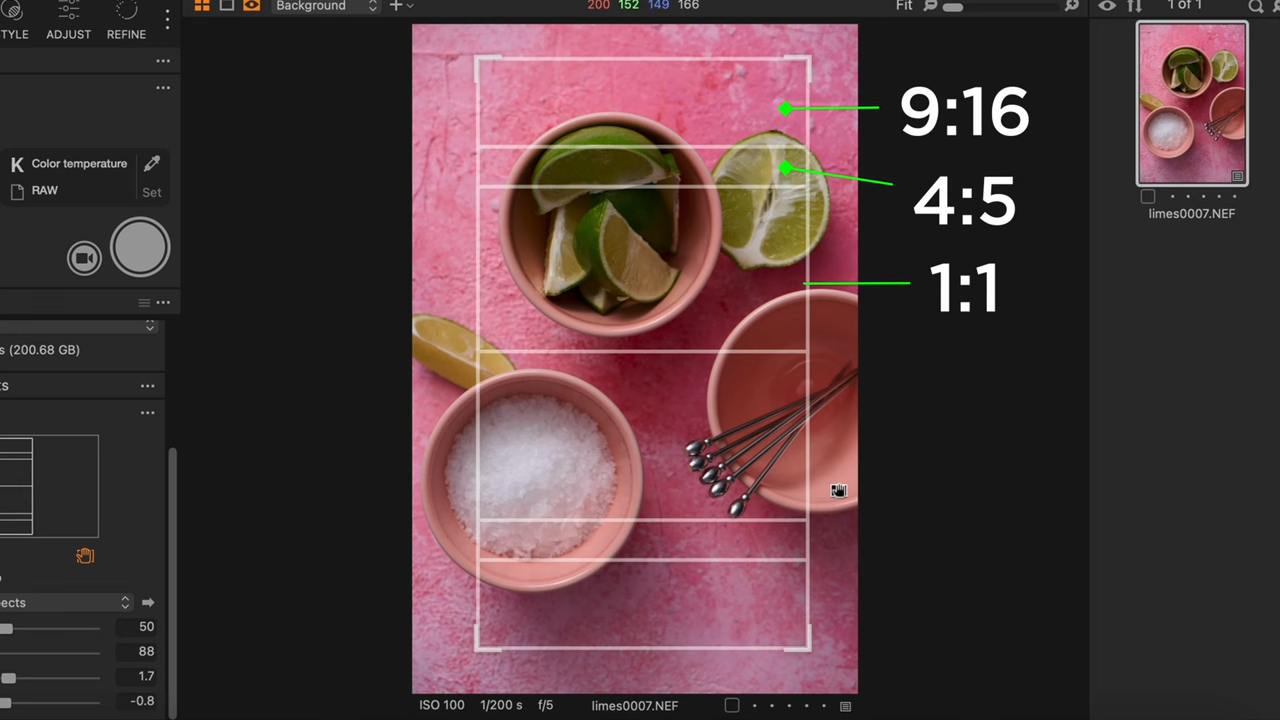 Background
200 152 149 166
Fit
1 of 1
TYLE ADJUST REFINE
K Color temperature
RAW
Set
s (200.68 GB)
ts
ects
50
88
1.7
-0.8
9:16
4:5
1:1
limes0007.NEF
ISO 100 1/200 s f/5 limes0007.NEF